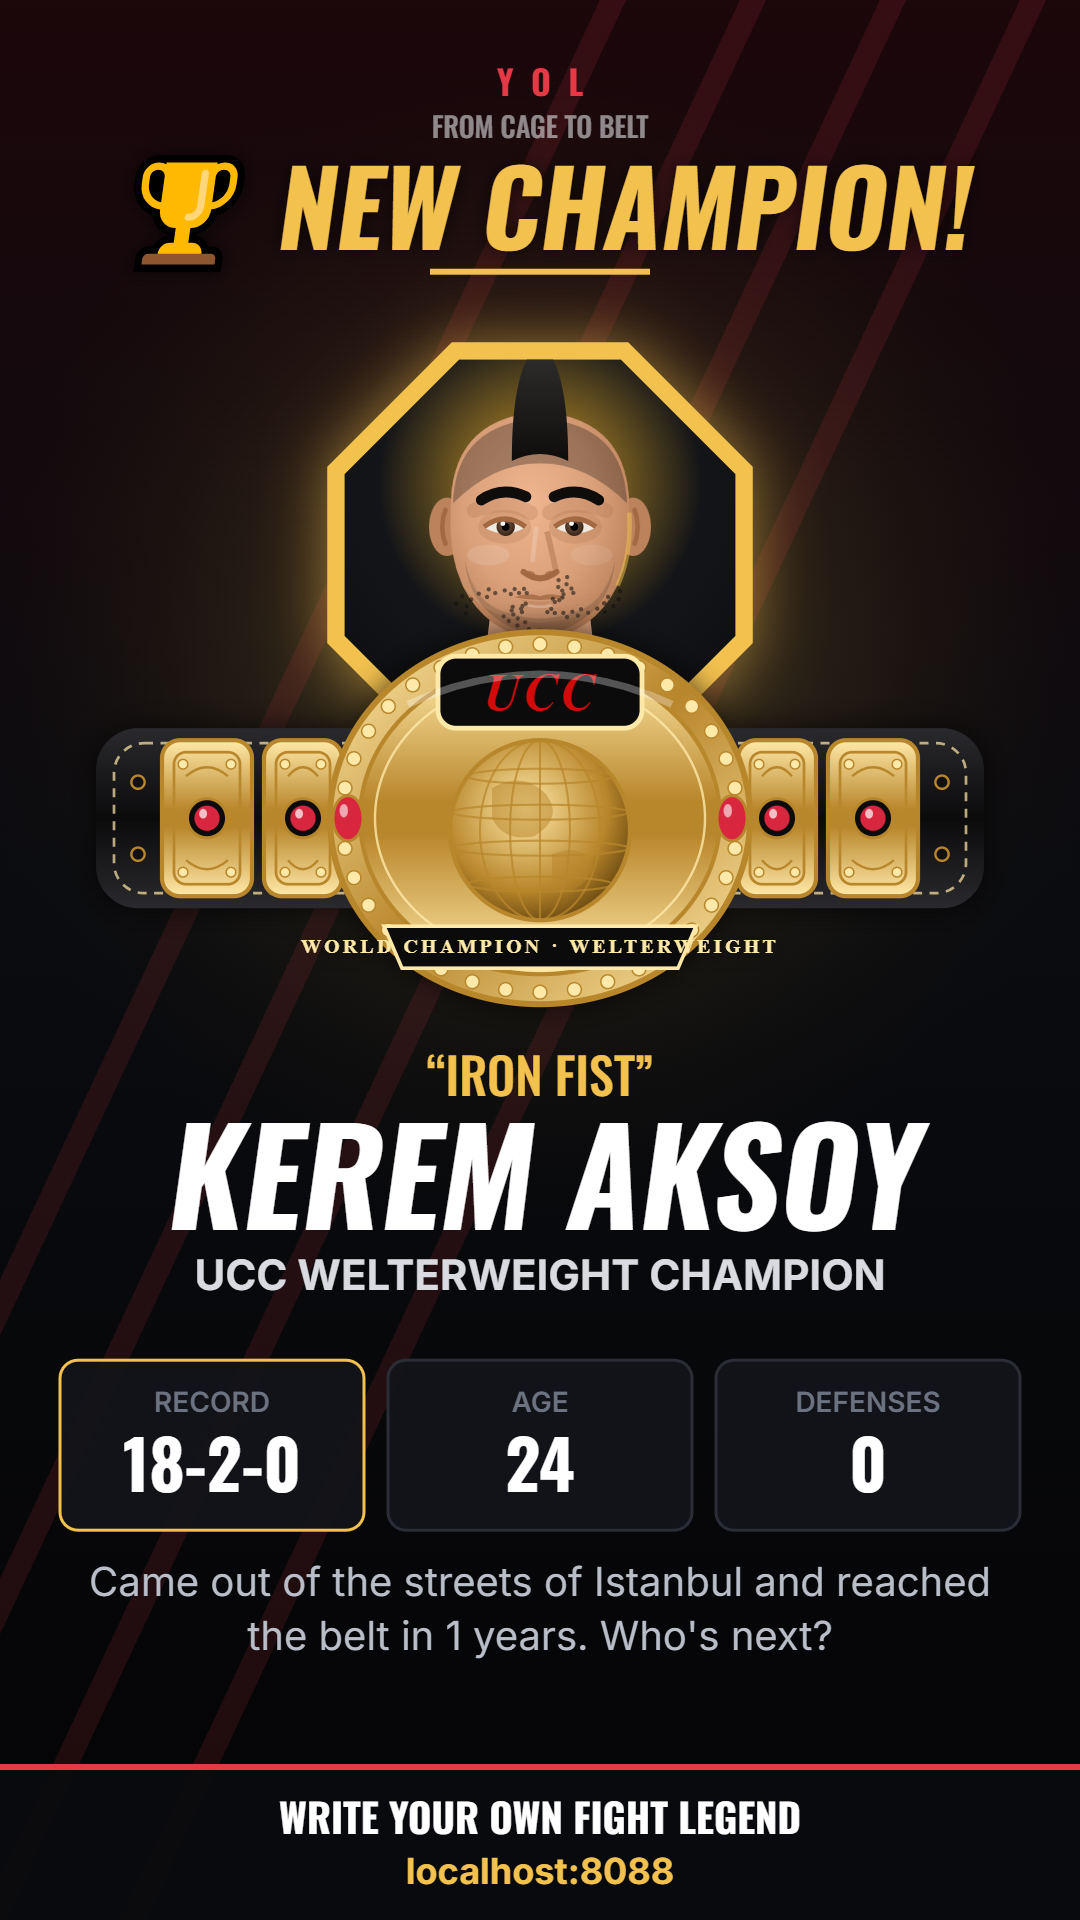 YOL
FROM CAGE TO BELT
NEW CHAMPION!
UCC
WORLD CHAMPION · WELTERWEIGHT
“IRON FIST”
KEREM AKSOY
UCC WELTERWEIGHT CHAMPION
RECORD
18-2-0
AGE
24
DEFENSES
0
Came out of the streets of Istanbul and reached
the belt in 1 years. Who's next?
WRITE YOUR OWN FIGHT LEGEND
localhost:8088